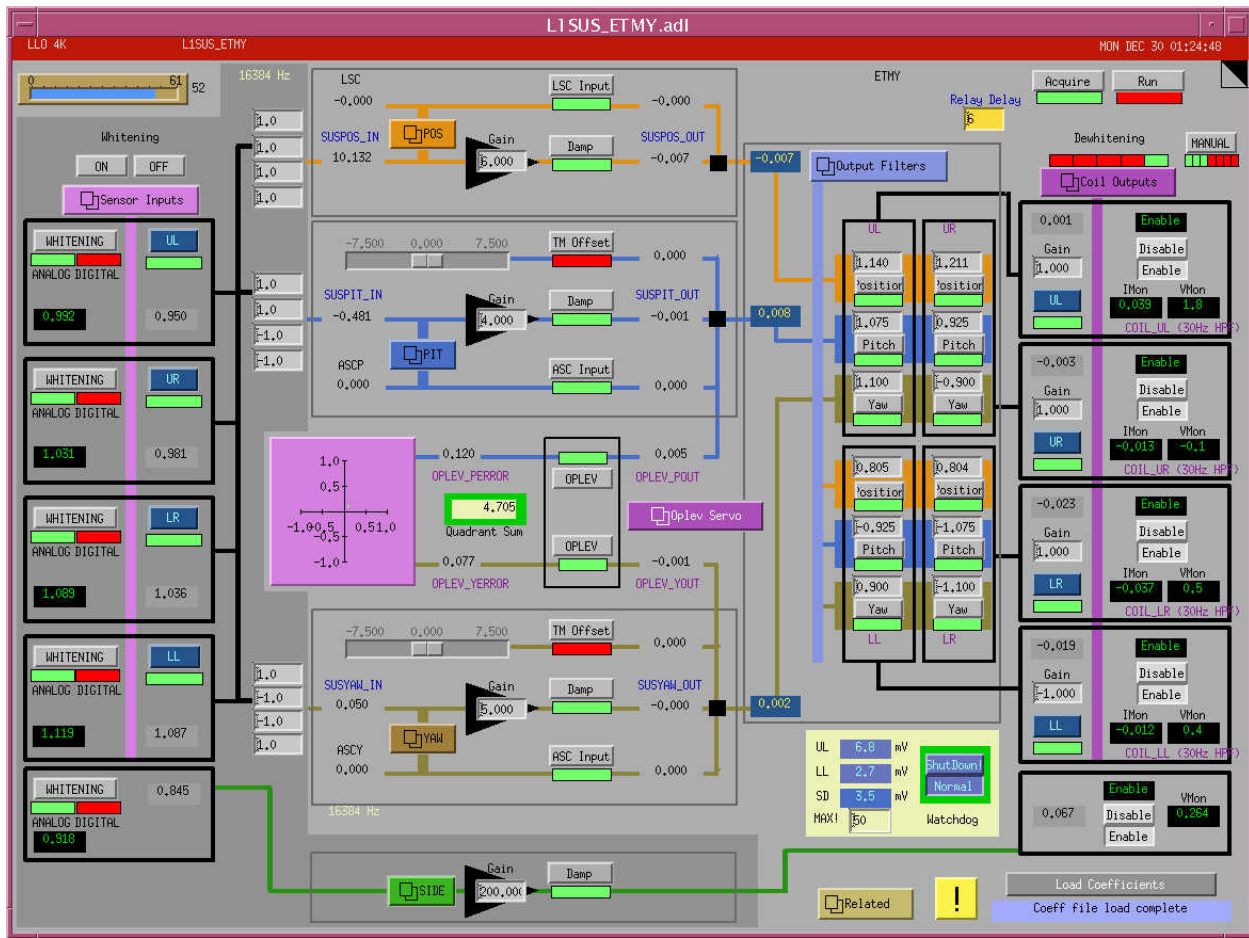 L1SUS_ETMY.adl
LLO 4K L1SUS_ETMY MON DEC 30 01:24:48
0 61 52
16384 Hz
LSC
-0.000
LSC Input
-0.000
SUSPOS_IN
10.132
POS
Gain
6.000
Damp
SUSPOS_OUT
-0.007
-0.007
1.0
1.0
1.0
1.0
ETMY
Relay Delay
6
Acquire Run
Whitening
ON OFF
Sensor Inputs
Dewhitening
MANUAL
Coil Outputs
Output Filters
WHITENING UL
ANALOG DIGITAL
0.992 0.950
WHITENING UR
ANALOG DIGITAL
1.031 0.981
WHITENING LR
ANALOG DIGITAL
1.089 1.036
WHITENING LL
ANALOG DIGITAL
1.119 1.087
WHITENING 0.845
ANALOG DIGITAL
0.918
-7.500 0.000 7.500
TM Offset
0.000
1.0
1.0
-1.0
-1.0
SUSPIT_IN
-0.481
Gain
4.000
Damp
SUSPIT_OUT
-0.001
0.008
PIT
ASCP
0.000
ASC Input
0.000
1.0
0.5
-1.0 -0.5 0.5 1.0
-0.5
-1.0
0.120
OPLEV_PERROR
OPLEV
0.005
OPLEV_POUT
4.705
Quadrant Sum
Oplev Servo
OPLEV
0.077
OPLEV_YERROR
-0.001
OPLEV_YOUT
-7.500 0.000 7.500
TM Offset
0.000
1.0
-1.0
-1.0
1.0
SUSYAW_IN
0.050
Gain
5.000
Damp
SUSYAW_OUT
-0.000
0.002
YAW
ASCY
0.000
ASC Input
0.000
16384 Hz
SIDE
Gain
200.000
Damp
UL UR
1.140 1.211
Position Position
1.075 0.925
Pitch Pitch
1.100 -0.900
Yaw Yaw
0.805 0.804
Position Position
-0.925 -1.075
Pitch Pitch
0.900 -1.100
Yaw Yaw
LL LR
0.001 Enable
Gain Disable
1.000 Enable
UL
IMon VMon
0.039 1.8
COIL_UL (30Hz HPF)
-0.003 Enable
Gain Disable
1.000 Enable
UR
IMon VMon
-0.013 -0.1
COIL_UR (30Hz HPF)
-0.023 Enable
Gain Disable
1.000 Enable
LR
IMon VMon
-0.037 0.5
COIL_LR (30Hz HPF)
-0.019 Enable
Gain Disable
-1.000 Enable
LL
IMon VMon
-0.012 0.4
COIL_LL (30Hz HPF)
0.067
Enable
Disable
Enable
VMon
0.264
UL 6.8 mV
LL 2.7 mV
SD 3.5 mV
MAX! 50
ShutDown!
Normal
Watchdog
Related
!
Load Coefficients
Coeff file load complete